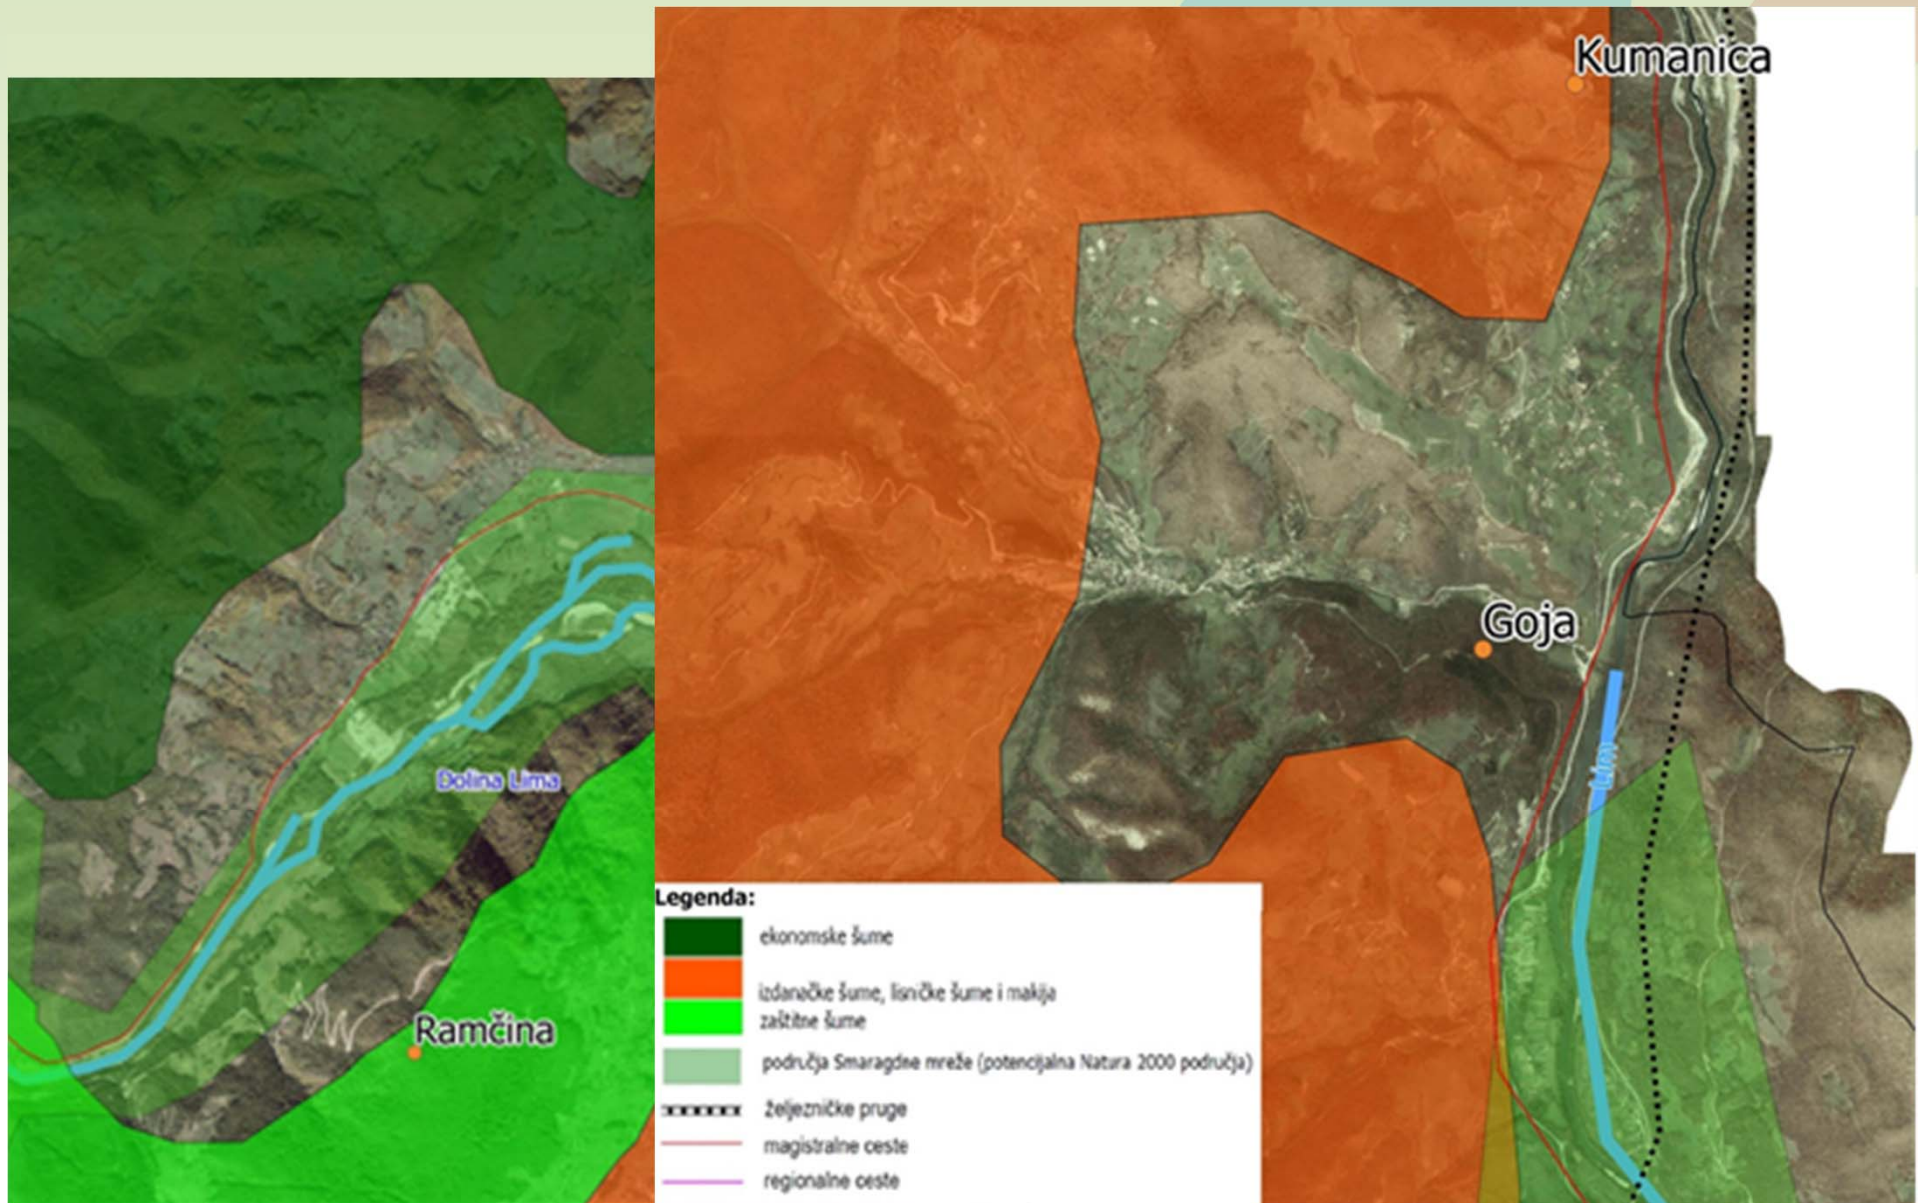 Kumanica
Goja
Lim
Dolina Lima
Ramčina
Legenda:
ekonomske šume
izdanačke šume, lisničke šume i makija
zaštitne šume
područja Smaragdne mreže (potencijalna Natura 2000 područja)
željezničke pruge
magistralne ceste
regionalne ceste